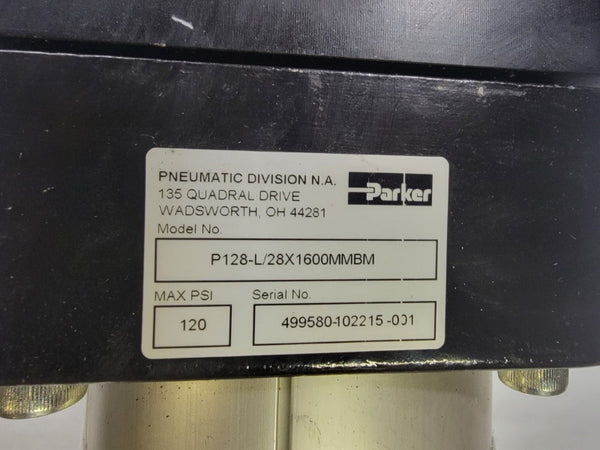 PNEUMATIC DIVISION N.A.
Parker
135 QUADRAL DRIVE
WADSWORTH, OH 44281
Model No.
P128-L/28X1600MMBM
MAX PSI
Serial No.
120
499580-102215-001